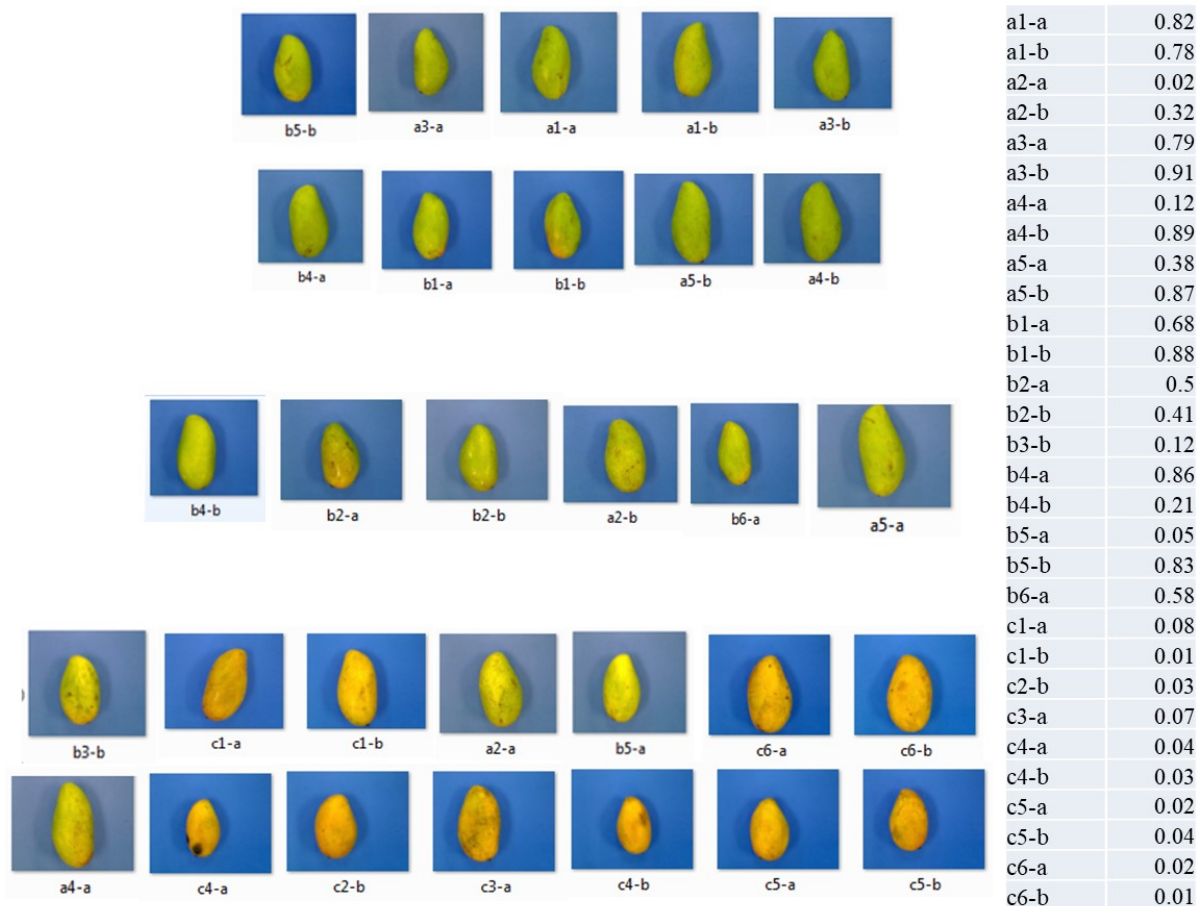 b5-b a3-a a1-a a1-b a3-b
b4-a b1-a b1-b a5-b a4-b
b4-b b2-a b2-b a2-b b6-a a5-a
b3-b c1-a c1-b a2-a b5-a c6-a c6-b
a4-a c4-a c2-b c3-a c4-b c5-a c5-b
a1-a 0.82
a1-b 0.78
a2-a 0.02
a2-b 0.32
a3-a 0.79
a3-b 0.91
a4-a 0.12
a4-b 0.89
a5-a 0.38
a5-b 0.87
b1-a 0.68
b1-b 0.88
b2-a 0.5
b2-b 0.41
b3-b 0.12
b4-a 0.86
b4-b 0.21
b5-a 0.05
b5-b 0.83
b6-a 0.58
c1-a 0.08
c1-b 0.01
c2-b 0.03
c3-a 0.07
c4-a 0.04
c4-b 0.03
c5-a 0.02
c5-b 0.04
c6-a 0.02
c6-b 0.01